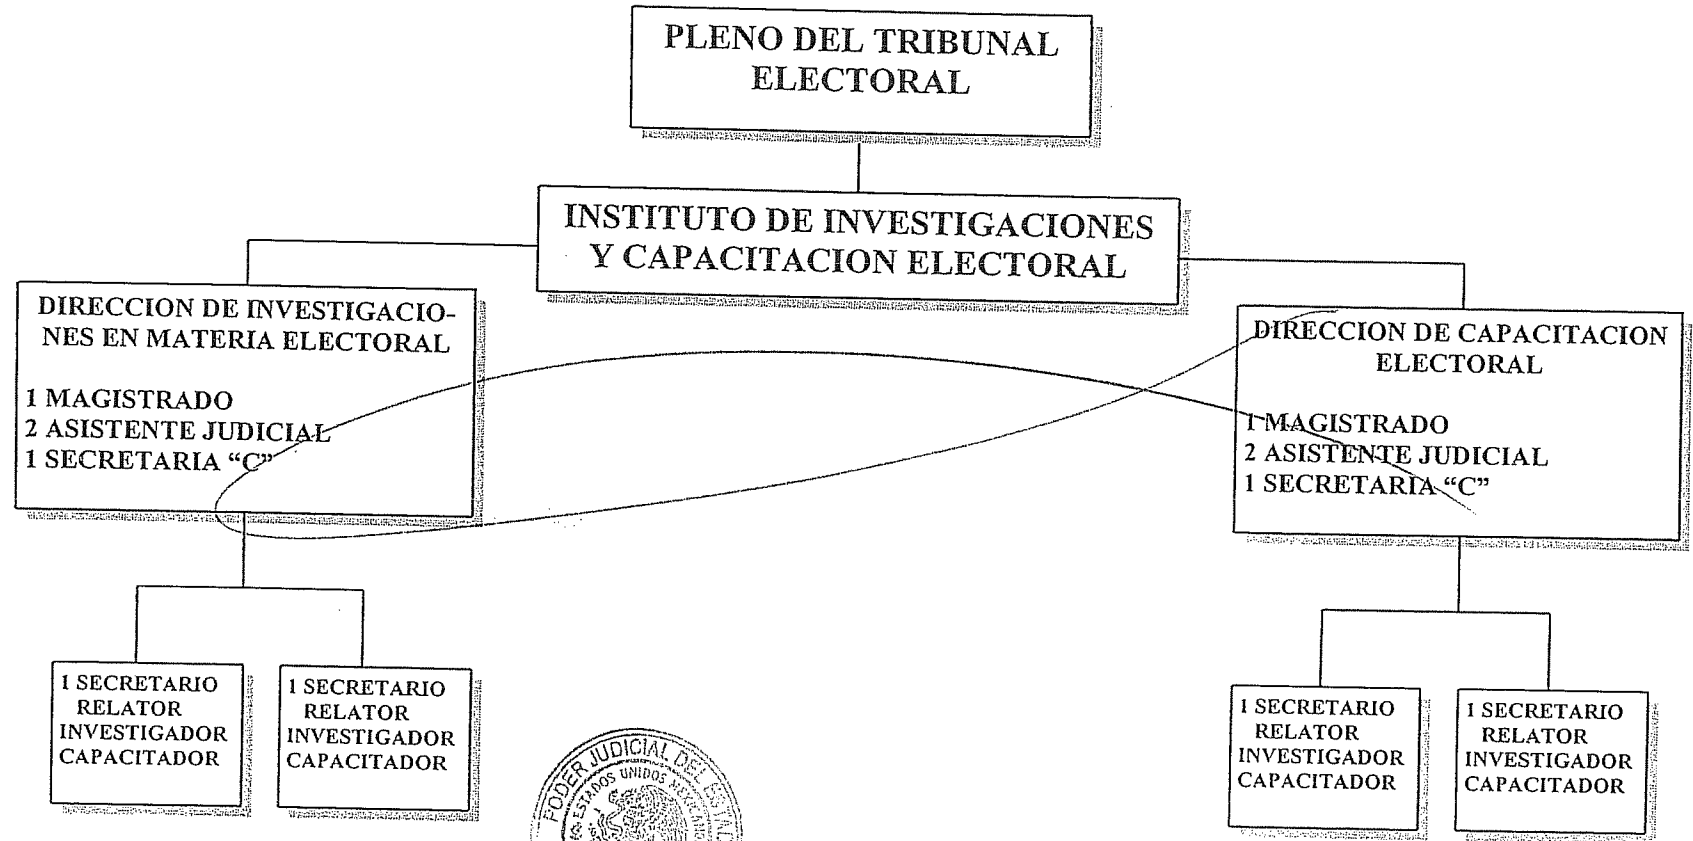 PLENO DEL TRIBUNAL
ELECTORAL
INSTITUTO DE INVESTIGACIONES
Y CAPACITACION ELECTORAL
DIRECCION DE INVESTIGACIO-
NES EN MATERIA ELECTORAL
1 MAGISTRADO
2 ASISTENTE JUDICIAL
1 SECRETARIA “C”
DIRECCION DE CAPACITACION
ELECTORAL
1 MAGISTRADO
2 ASISTENTE JUDICIAL
1 SECRETARIA “C”
1 SECRETARIO
RELATOR
INVESTIGADOR
CAPACITADOR
1 SECRETARIO
RELATOR
INVESTIGADOR
CAPACITADOR
1 SECRETARIO
RELATOR
INVESTIGADOR
CAPACITADOR
1 SECRETARIO
RELATOR
INVESTIGADOR
CAPACITADOR
PODER JUDICIAL DEL ESTAD
ESTADOS UNIDOS MEXICANO